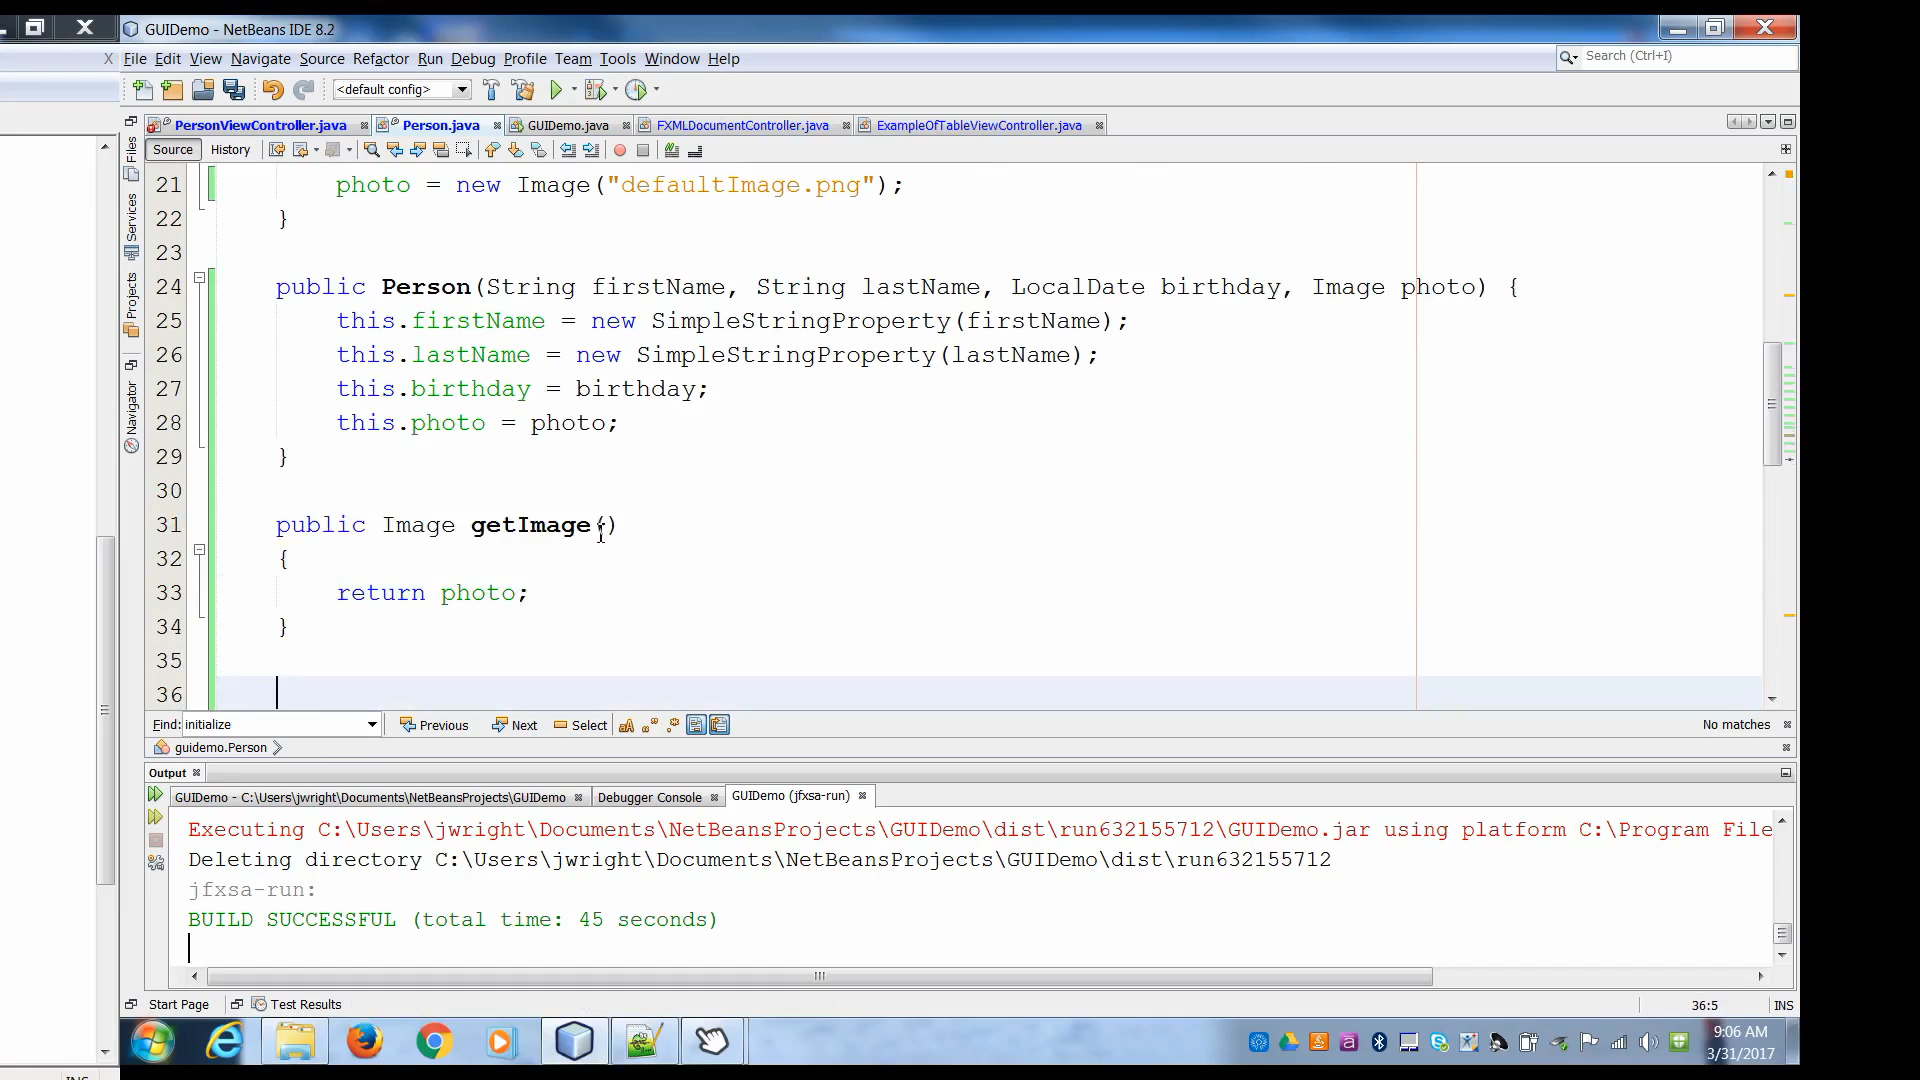 GUIDemo - NetBeans IDE 8.2
File Edit View Navigate Source Refactor Run Debug Profile Team Tools Window Help
Search (Ctrl+I)
<default config>
PersonViewController.java Person.java GUIDemo.java FXMLDocumentController.java ExampleOfTableViewController.java
Source History
Files
Services
Projects
Navigator
21 photo = new Image("defaultImage.png");
22 }
23
24 public Person(String firstName, String lastName, LocalDate birthday, Image photo) {
25 this.firstName = new SimpleStringProperty(firstName);
26 this.lastName = new SimpleStringProperty(lastName);
27 this.birthday = birthday;
28 this.photo = photo;
29 }
30
31 public Image getImage()
32 {
33 return photo;
34 }
35
36
Find: initialize Previous Next Select No matches
guidemo.Person
Output
GUIDemo - C:\Users\jwright\Documents\NetBeansProjects\GUIDemo Debugger Console GUIDemo (jfxsa-run)
Executing C:\Users\jwright\Documents\NetBeansProjects\GUIDemo\dist\run632155712\GUIDemo.jar using platform C:\Program File
Deleting directory C:\Users\jwright\Documents\NetBeansProjects\GUIDemo\dist\run632155712
jfxsa-run:
BUILD SUCCESSFUL (total time: 45 seconds)
Start Page Test Results 36:5 INS
9:06 AM
3/31/2017